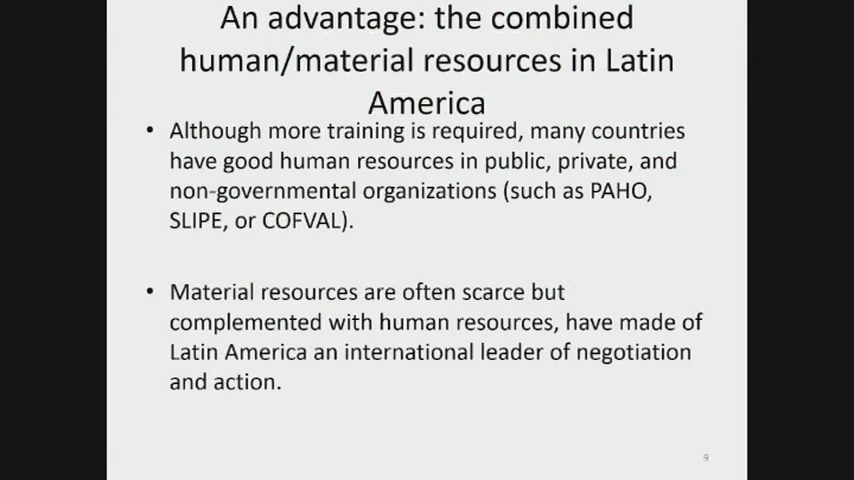 An advantage: the combined
human/material resources in Latin
America
• Although more training is required, many countries
have good human resources in public, private, and
non-governmental organizations (such as PAHO,
SLIPE, or COFVAL).
• Material resources are often scarce but
complemented with human resources, have made of
Latin America an international leader of negotiation
and action.
9